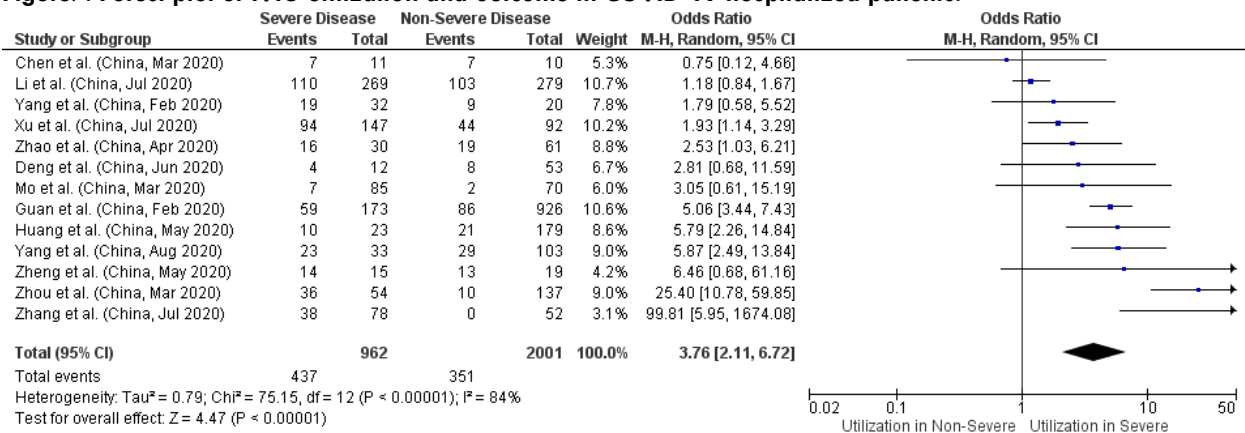 Severe Disease Non-Severe Disease Odds Ratio Odds Ratio
Study or Subgroup Events Total Events Total Weight M-H, Random, 95% CI M-H, Random, 95% CI
Chen et al. (China, Mar 2020) 7 11 7 10 5.3% 0.75 [0.12, 4.66]
Li et al. (China, Jul 2020) 110 269 103 279 10.7% 1.18 [0.84, 1.67]
Yang et al. (China, Feb 2020) 19 32 9 20 7.8% 1.79 [0.58, 5.52]
Xu et al. (China, Jul 2020) 94 147 44 92 10.2% 1.93 [1.14, 3.29]
Zhao et al. (China, Apr 2020) 16 30 19 61 8.8% 2.53 [1.03, 6.21]
Deng et al. (China, Jun 2020) 4 12 8 53 6.7% 2.81 [0.68, 11.59]
Mo et al. (China, Mar 2020) 7 85 2 70 6.0% 3.05 [0.61, 15.19]
Guan et al. (China, Feb 2020) 59 173 86 926 10.6% 5.06 [3.44, 7.43]
Huang et al. (China, May 2020) 10 23 21 179 8.6% 5.79 [2.26, 14.84]
Yang et al. (China, Aug 2020) 23 33 29 103 9.0% 5.87 [2.49, 13.84]
Zheng et al. (China, May 2020) 14 15 13 19 4.2% 6.46 [0.68, 61.16]
Zhou et al. (China, Mar 2020) 36 54 10 137 9.0% 25.40 [10.78, 59.85]
Zhang et al. (China, Jul 2020) 38 78 0 52 3.1% 99.81 [5.95, 1674.08]
Total (95% CI) 962 2001 100.0% 3.76 [2.11, 6.72]
Total events 437 351
Heterogeneity: Tau² = 0.79; Chi² = 75.15, df = 12 (P < 0.00001); I² = 84%
Test for overall effect: Z = 4.47 (P < 0.00001)
0.02 0.1 1 10 50
Utilization in Non-Severe Utilization in Severe